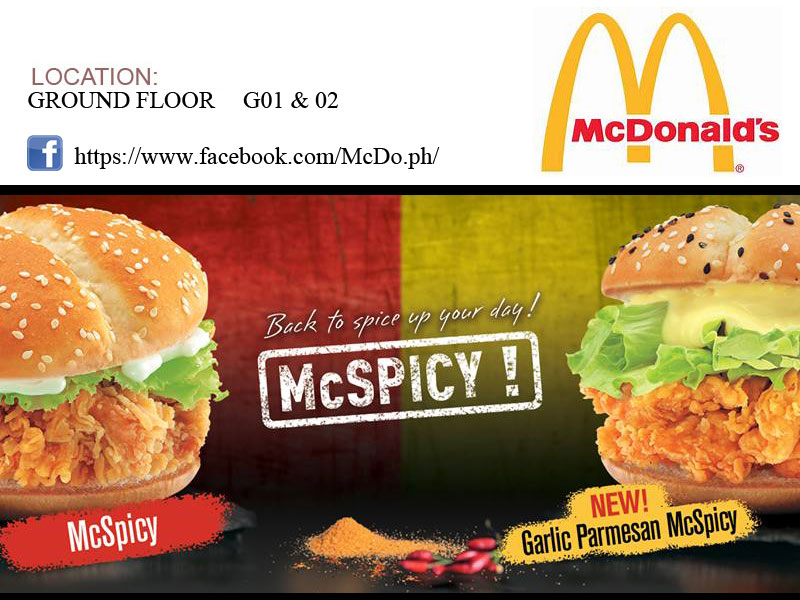 LOCATION:
GROUND FLOOR G01 & 02
f https://www.facebook.com/McDo.ph/
McDonald's®
Back to spice up your day!
McSPICY !
McSpicy
NEW!
Garlic Parmesan McSpicy